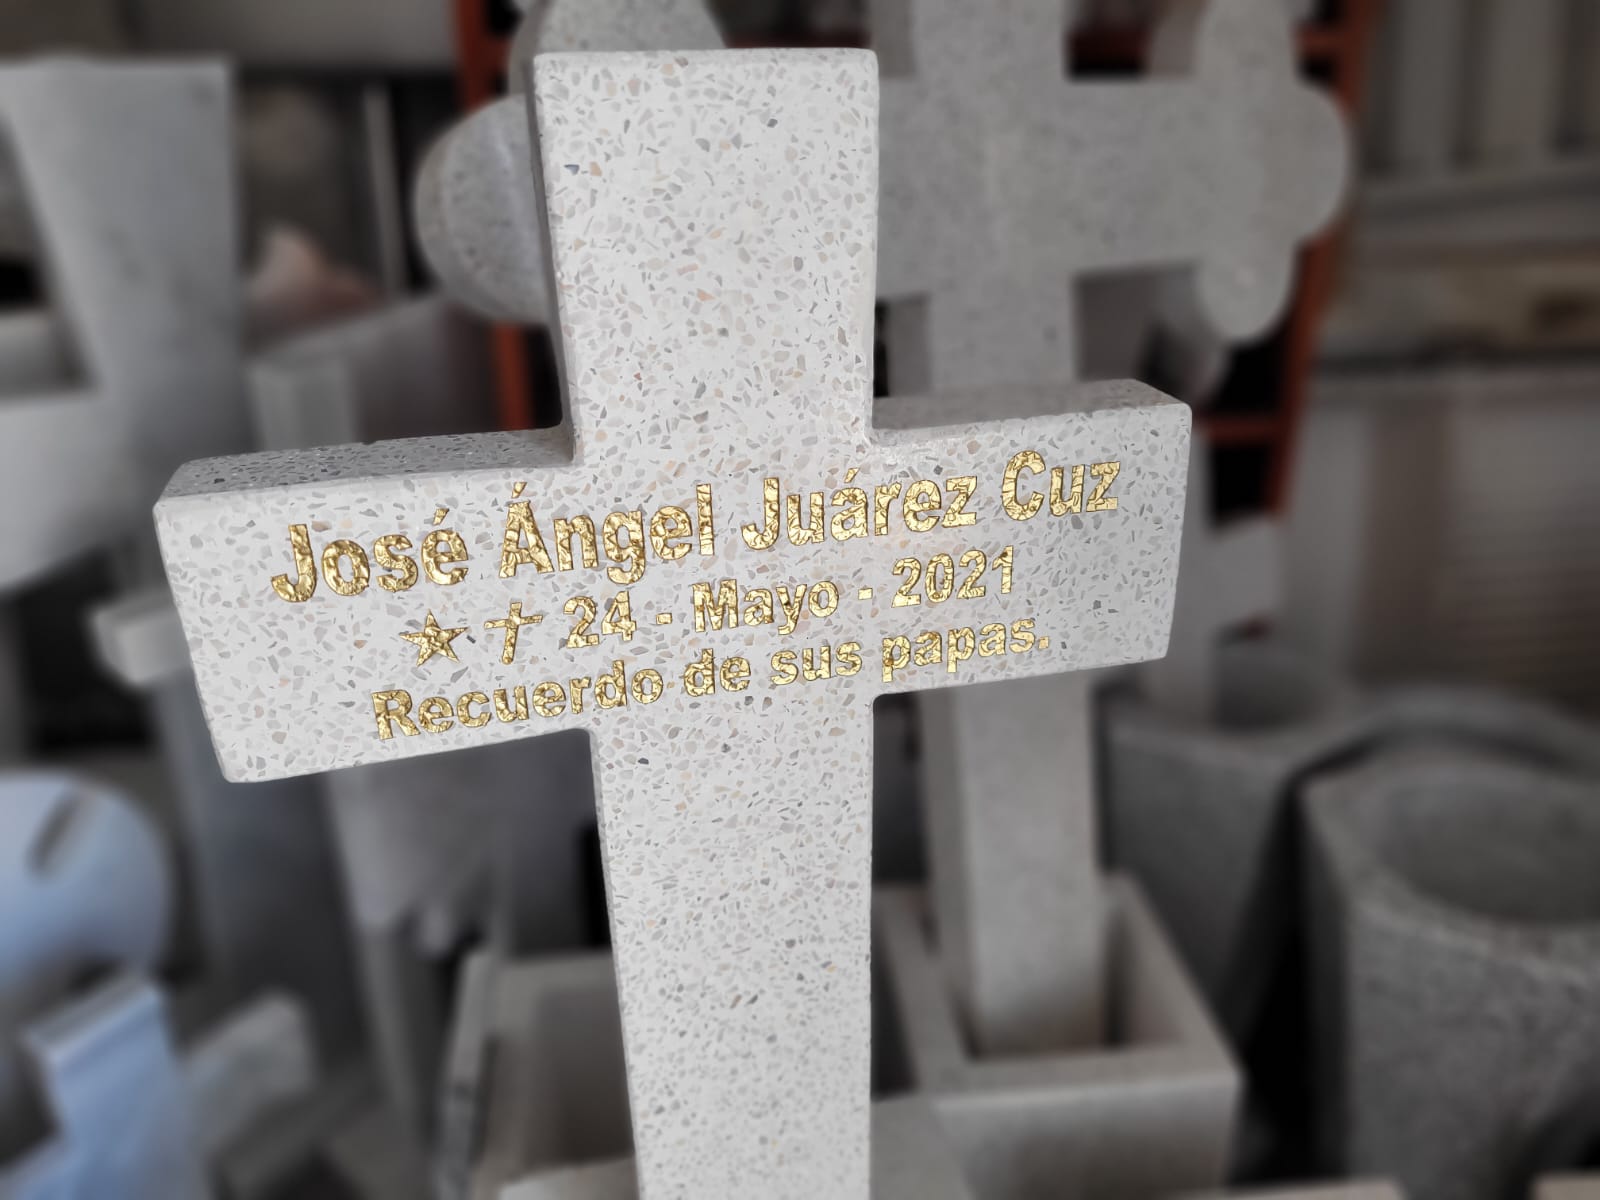 José Ángel Juárez Cuz
★ ✝ 24 - Mayo - 2021
Recuerdo de sus papas.